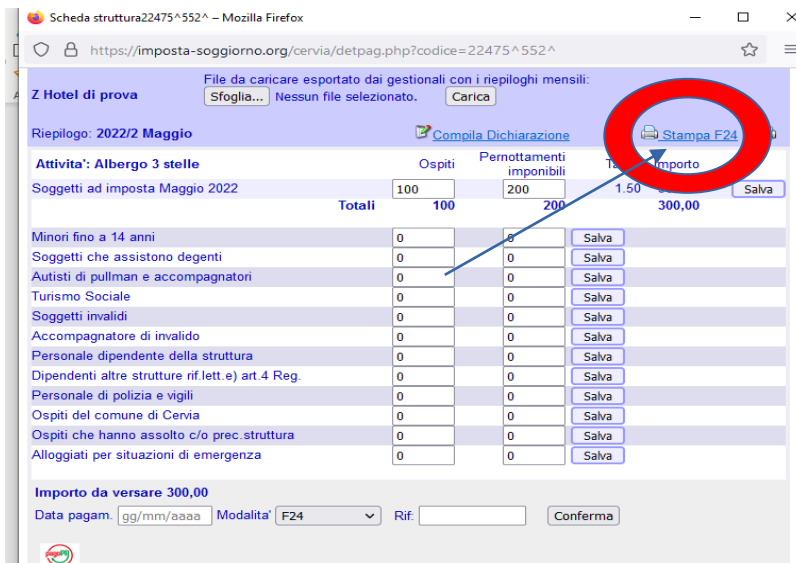 Scheda struttura22475^552^ – Mozilla Firefox
https://imposta-soggiorno.org/cervia/detpag.php?codice=22475^552^
File da caricare esportato dai gestionali con i riepiloghi mensili:
Z Hotel di prova Sfoglia... Nessun file selezionato. Carica
Riepilogo: 2022/2 Maggio Compila Dichiarazione Stampa F24
Attivita': Albergo 3 stelle Ospiti Pernottamenti imponibili Importo
Soggetti ad imposta Maggio 2022 100 200 1.50 Salva
Totali 100 200 300,00
Minori fino a 14 anni 0 0 Salva
Soggetti che assistono degenti 0 0 Salva
Autisti di pullman e accompagnatori 0 0 Salva
Turismo Sociale 0 0 Salva
Soggetti invalidi 0 0 Salva
Accompagnatore di invalido 0 0 Salva
Personale dipendente della struttura 0 0 Salva
Dipendenti altre strutture rif.lett.e) art.4 Reg. 0 0 Salva
Personale di polizia e vigili 0 0 Salva
Ospiti del comune di Cervia 0 0 Salva
Ospiti che hanno assolto c/o prec.struttura 0 0 Salva
Alloggiati per situazioni di emergenza 0 0 Salva
Importo da versare 300,00
Data pagam. gg/mm/aaaa Modalita' F24 Rif: Conferma
pagoPA